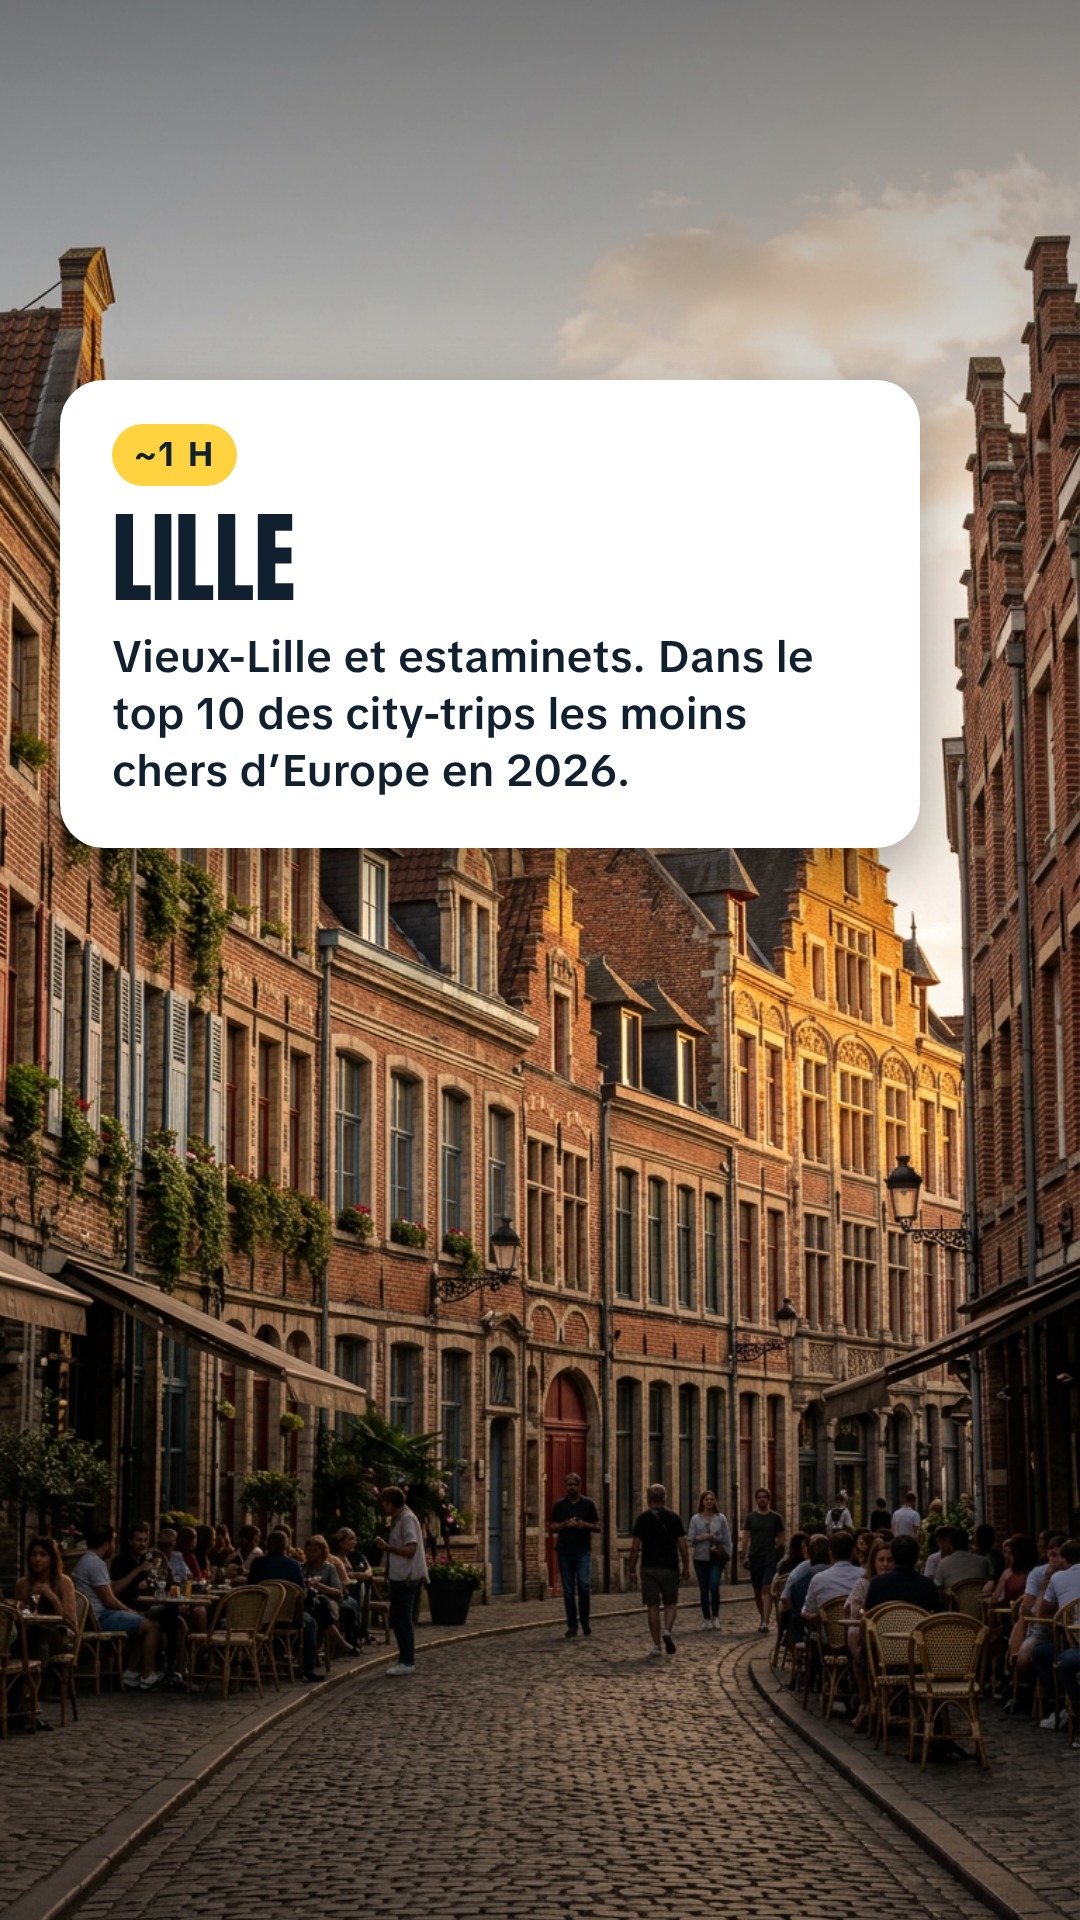 ~1 H
LILLE
Vieux-Lille et estaminets. Dans le
top 10 des city-trips les moins
chers d’Europe en 2026.